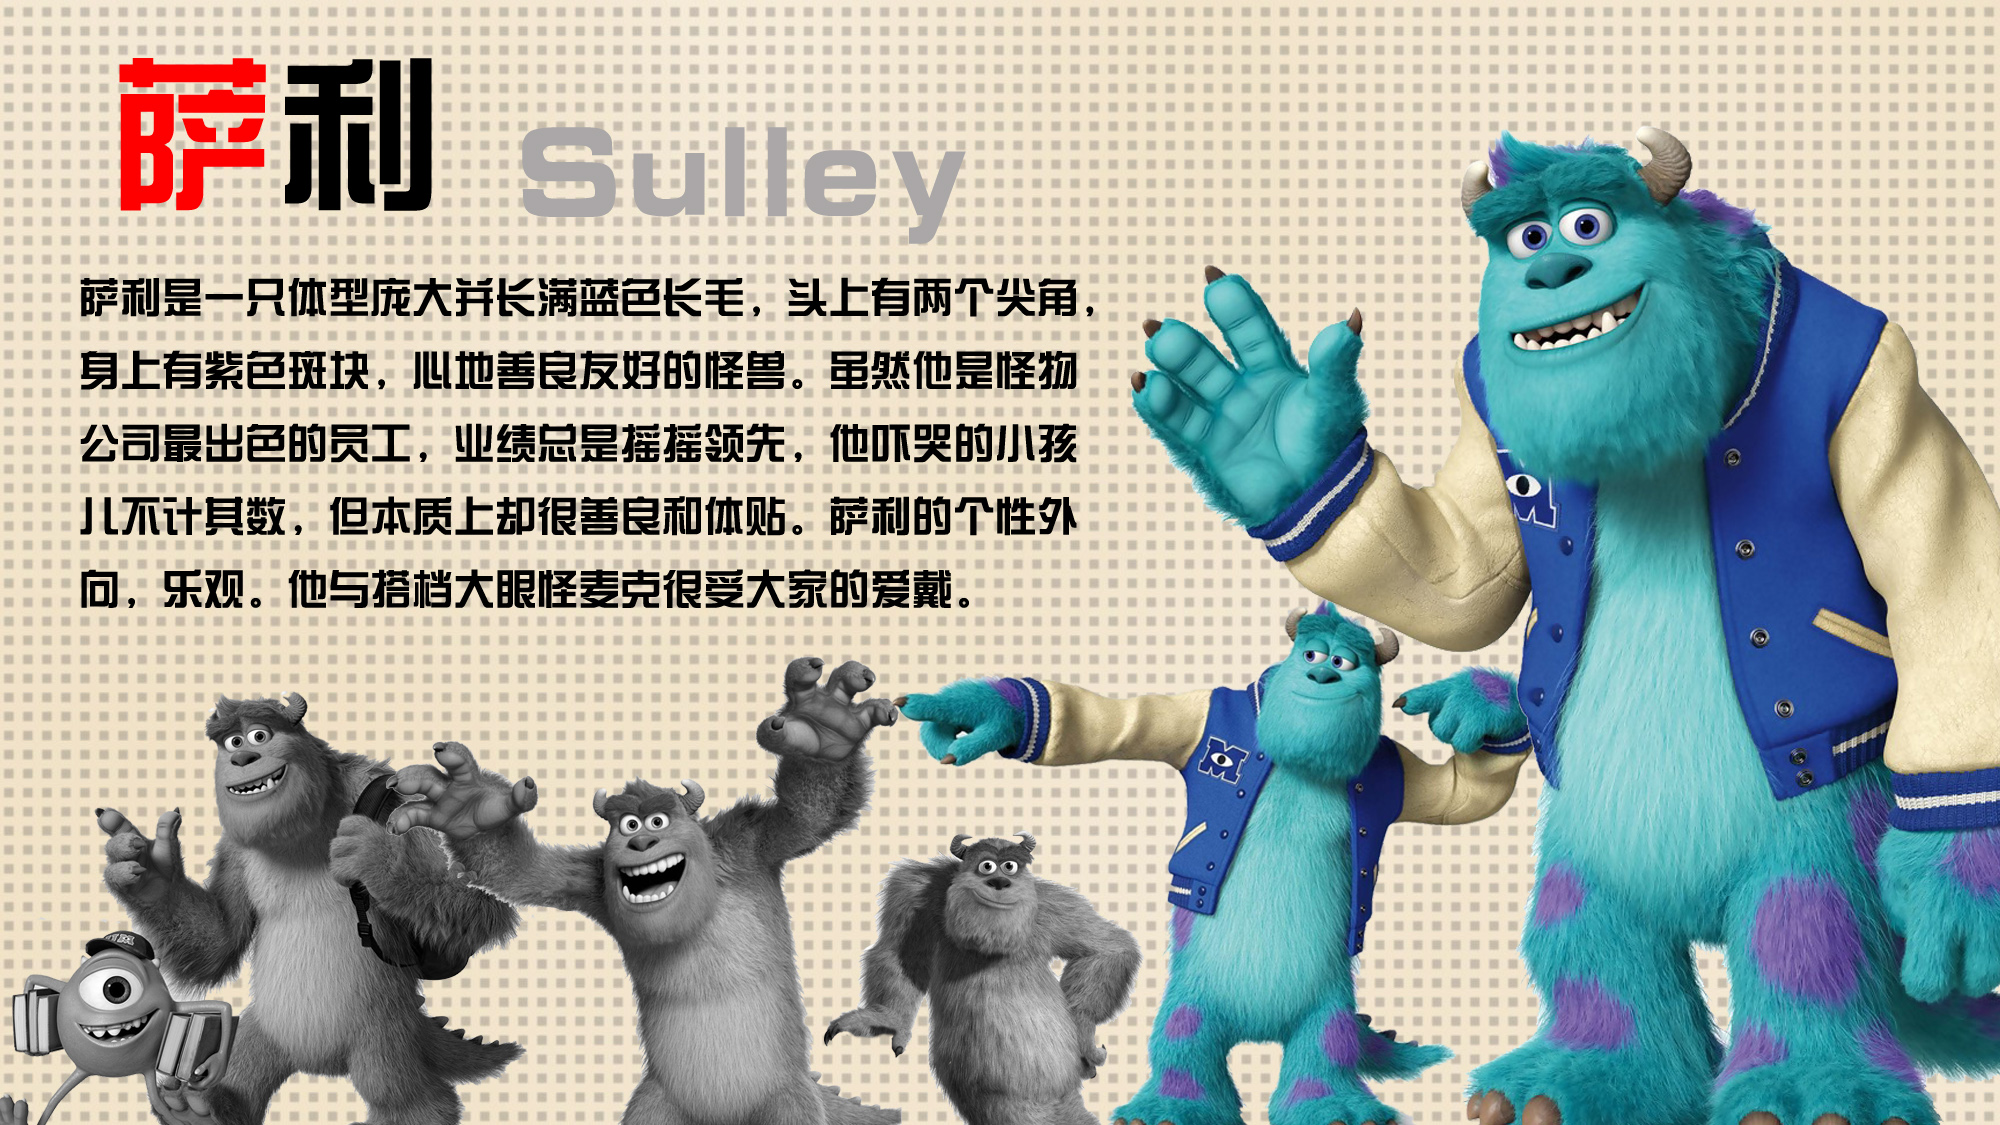 萨利 Sulley
萨利是一只体型庞大并长满蓝色长毛，头上有两个尖角，
身上有紫色斑块，心地善良友好的怪兽。虽然他是怪物
公司最出色的员工，业绩总是摇摇领先，他吓哭的小孩
儿不计其数，但本质上却很善良和体贴。萨利的个性外
向，乐观。他与搭档大眼怪麦克很受大家的爱戴。
M
M